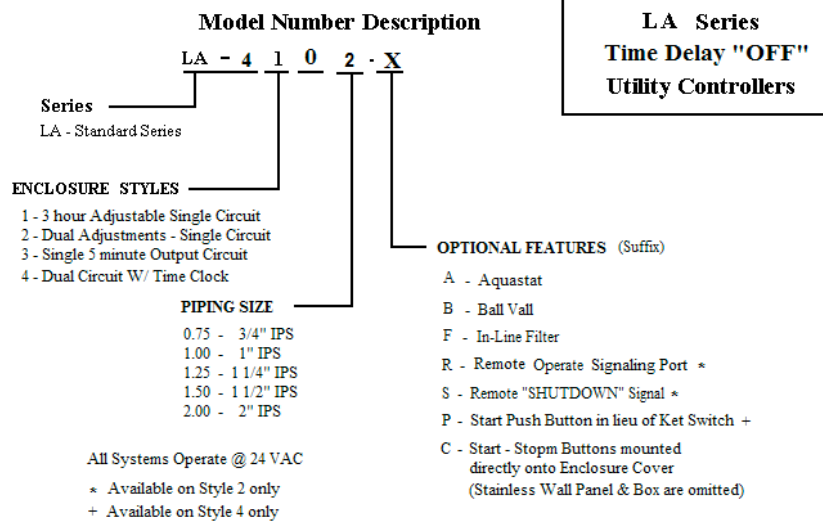 Model Number Description
LA - 4 1 0 2 - X
LA Series
Time Delay "OFF"
Utility Controllers
Series
LA - Standard Series
ENCLOSURE STYLES
1 - 3 hour Adjustable Single Circuit
2 - Dual Adjustments - Single Circuit
3 - Single 5 minute Output Circuit
4 - Dual Circuit W/ Time Clock
PIPING SIZE
0.75 - 3/4" IPS
1.00 - 1" IPS
1.25 - 1 1/4" IPS
1.50 - 1 1/2" IPS
2.00 - 2" IPS
All Systems Operate @ 24 VAC
* Available on Style 2 only
+ Available on Style 4 only
OPTIONAL FEATURES (Suffix)
A - Aquastat
B - Ball Vall
F - In-Line Filter
R - Remote Operate Signaling Port *
S - Remote "SHUTDOWN" Signal *
P - Start Push Button in lieu of Ket Switch +
C - Start - Stopm Buttons mounted
directly onto Enclosure Cover
(Stainless Wall Panel & Box are omitted)